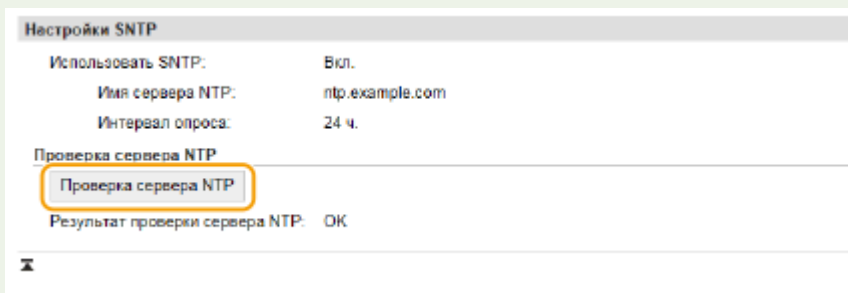 Настройки SNTP
Использовать SNTP: Вкл.
Имя сервера NTP: ntp.example.com
Интервал опроса: 24 ч.
Проверка сервера NTP
Проверка сервера NTP
Результат проверки сервера NTP: OK